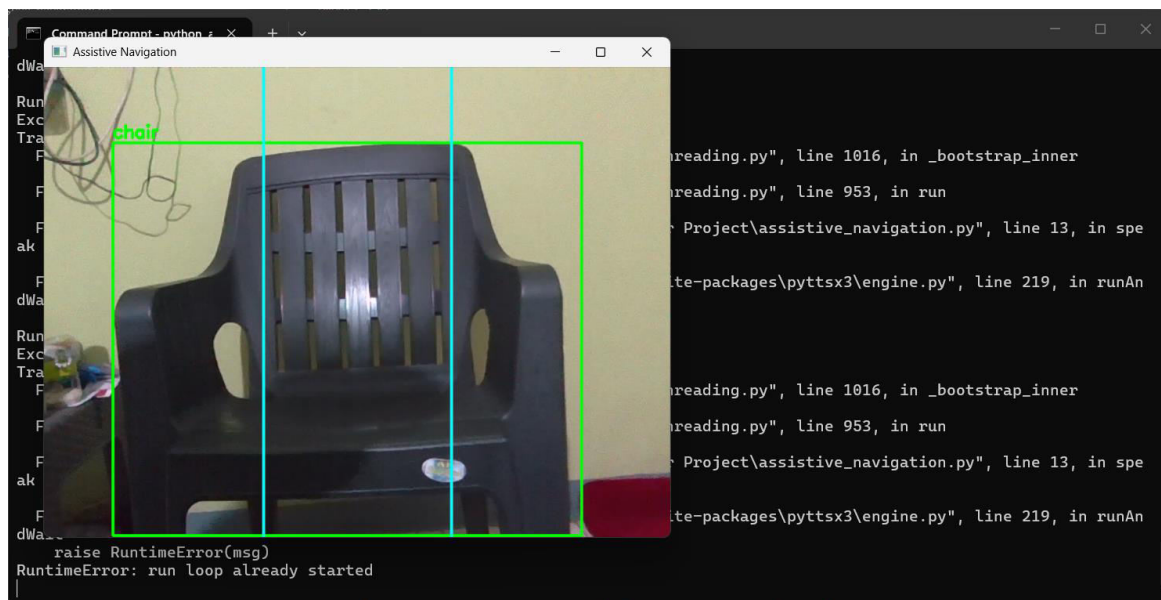 Command Prompt - python
Assistive Navigation
dWa
Run
Exc
Tra
chair
F hreading.py", line 1016, in _bootstrap_inner
F hreading.py", line 953, in run
F r Project\assistive_navigation.py", line 13, in spe
ak
F ite-packages\pyttsx3\engine.py", line 219, in runAn
dWa
Run
Exc
Tra
F hreading.py", line 1016, in _bootstrap_inner
F hreading.py", line 953, in run
F r Project\assistive_navigation.py", line 13, in spe
ak
F ite-packages\pyttsx3\engine.py", line 219, in runAn
dWait
raise RuntimeError(msg)
RuntimeError: run loop already started